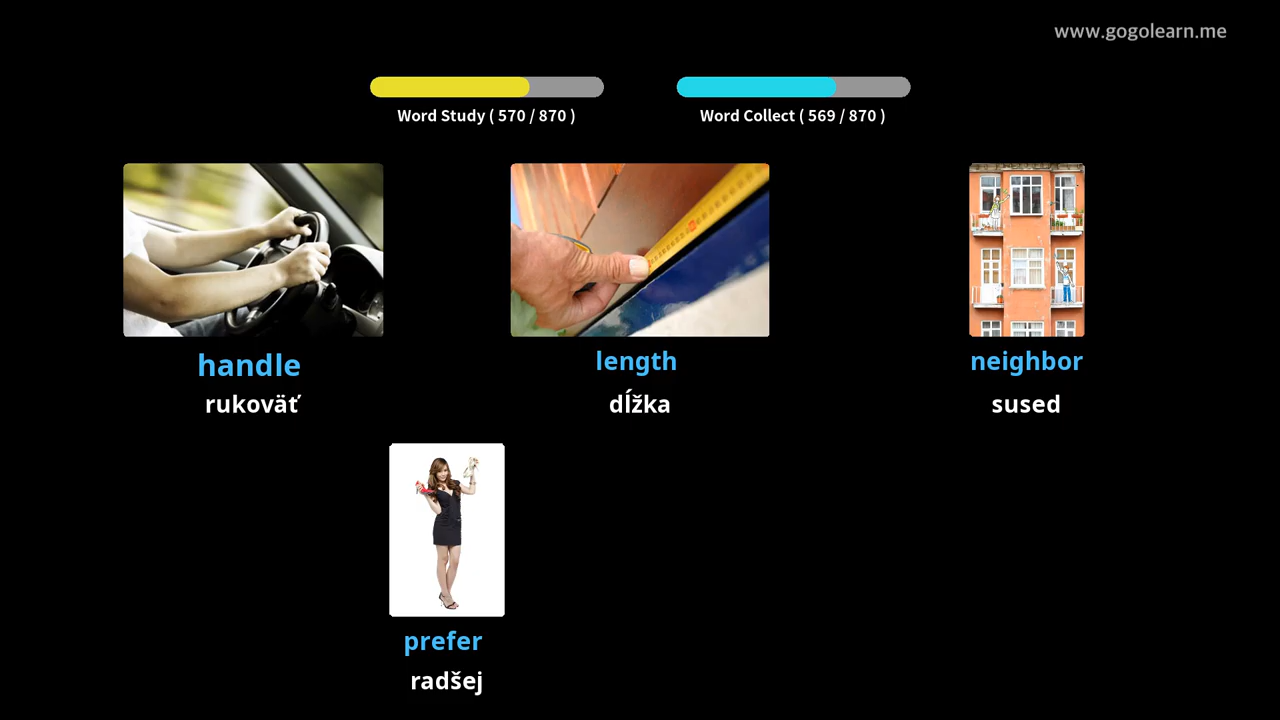 www.gogolearn.me
Word Study ( 570 / 870 )
Word Collect ( 569 / 870 )
handle
length
neighbor
rukoväť
dĺžka
sused
prefer
radšej